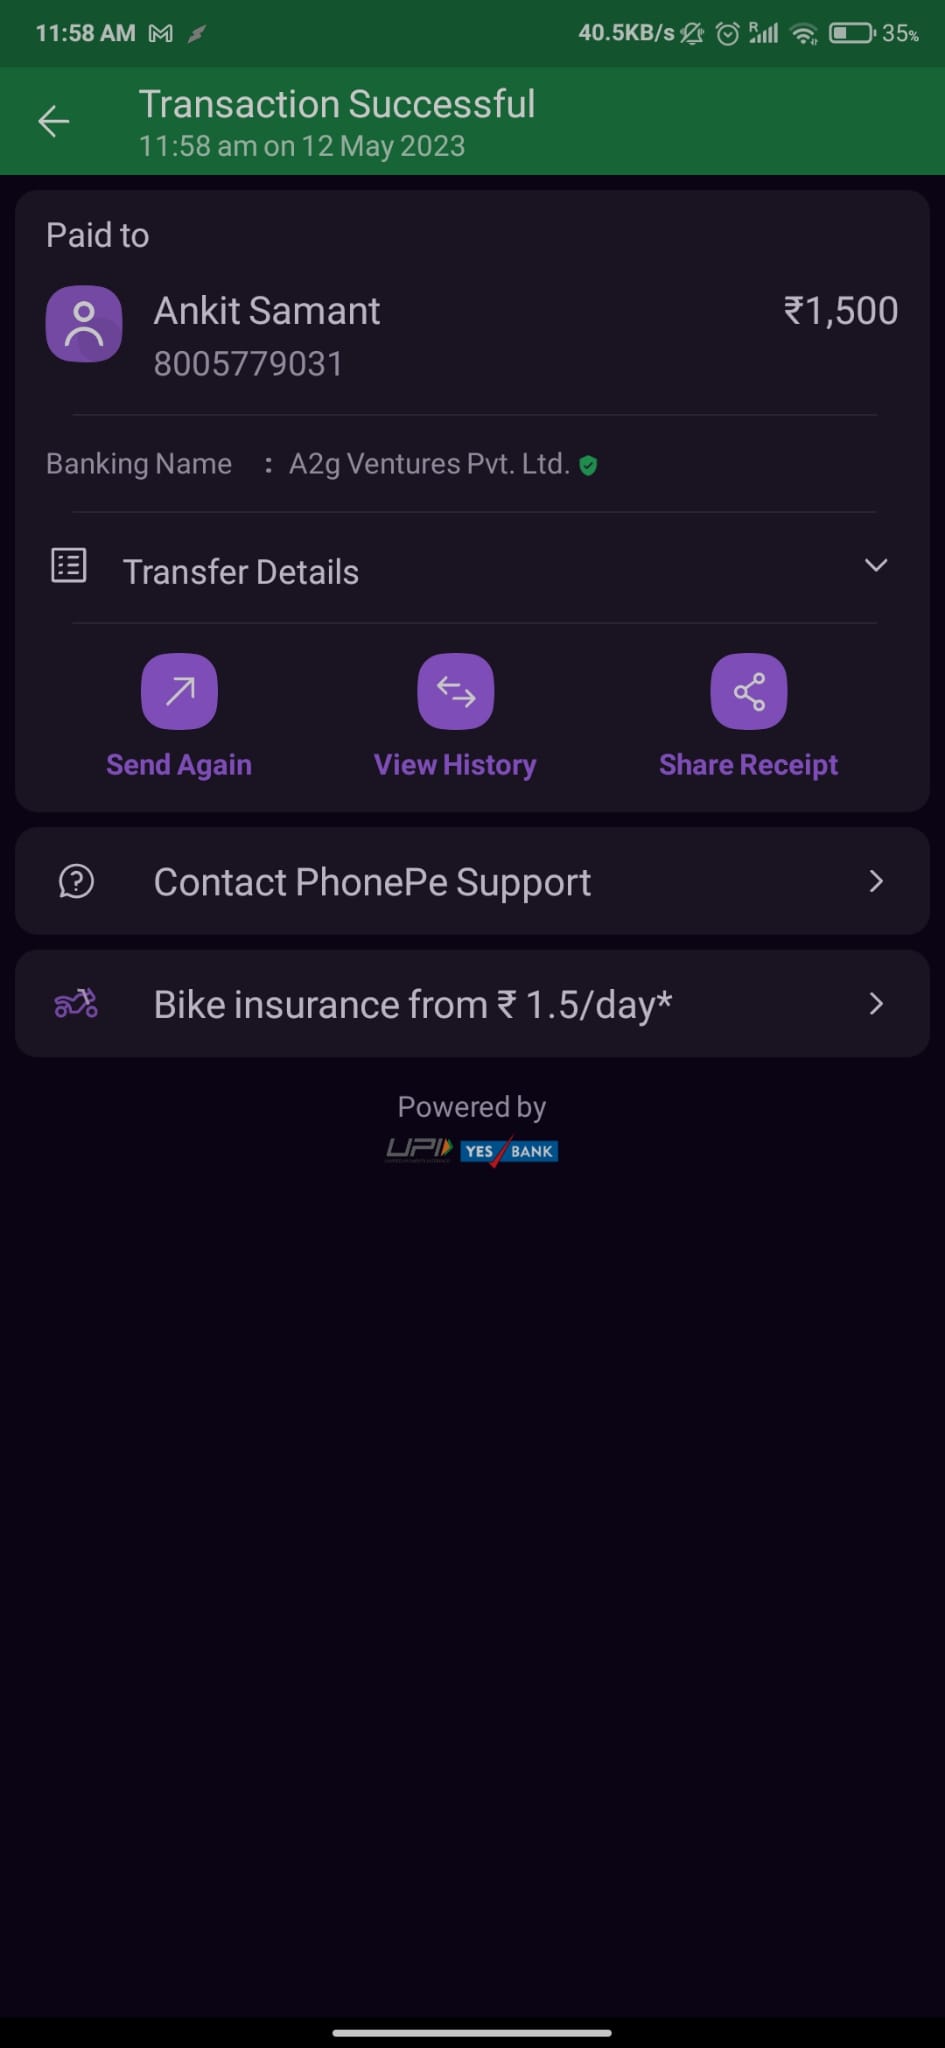 11:58 AM
40.5KB/s
R
35%
Transaction Successful
11:58 am on 12 May 2023
Paid to
Ankit Samant
₹1,500
8005779031
Banking Name : A2g Ventures Pvt. Ltd.
Transfer Details
Send Again
View History
Share Receipt
Contact PhonePe Support
Bike insurance from ₹ 1.5/day*
Powered by
UPI YES BANK